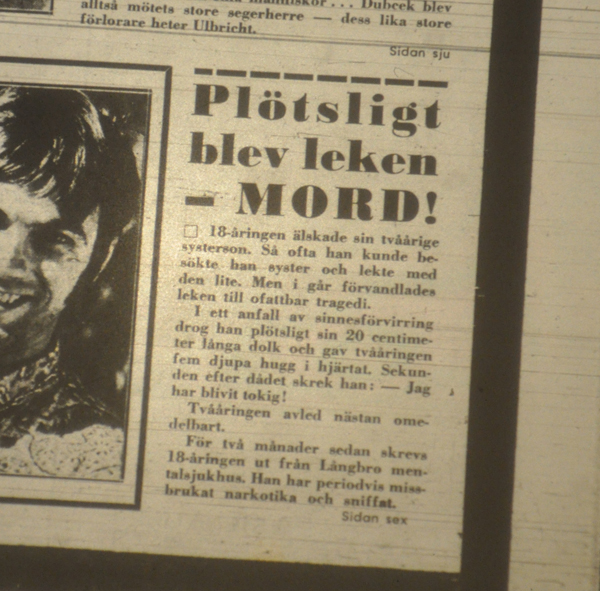 människor... Dubcek blev
alltså mötets store segerherre — dess lika store
förlorare heter Ulbricht.
Sidan sju
Plötsligt
blev leken
– MORD!
□ 18-åringen älskade sin tvåårige
systerson. Så ofta han kunde be-
sökte han syster och lekte med
den lite. Men i går förvandlades
leken till ofattbar tragedi.
I ett anfall av sinnesförvirring
drog han plötsligt sin 20 centime-
ter långa dolk och gav tvååringen
fem djupa hugg i hjärtat. Sekun-
den efter dådet skrek han: — Jag
har blivit tokig!
Tvååringen avled nästan ome-
delbart.
För två månader sedan skrevs
18-åringen ut från Långbro men-
talsjukhus. Han har periodvis miss-
brukat narkotika och sniffat.
Sidan sex